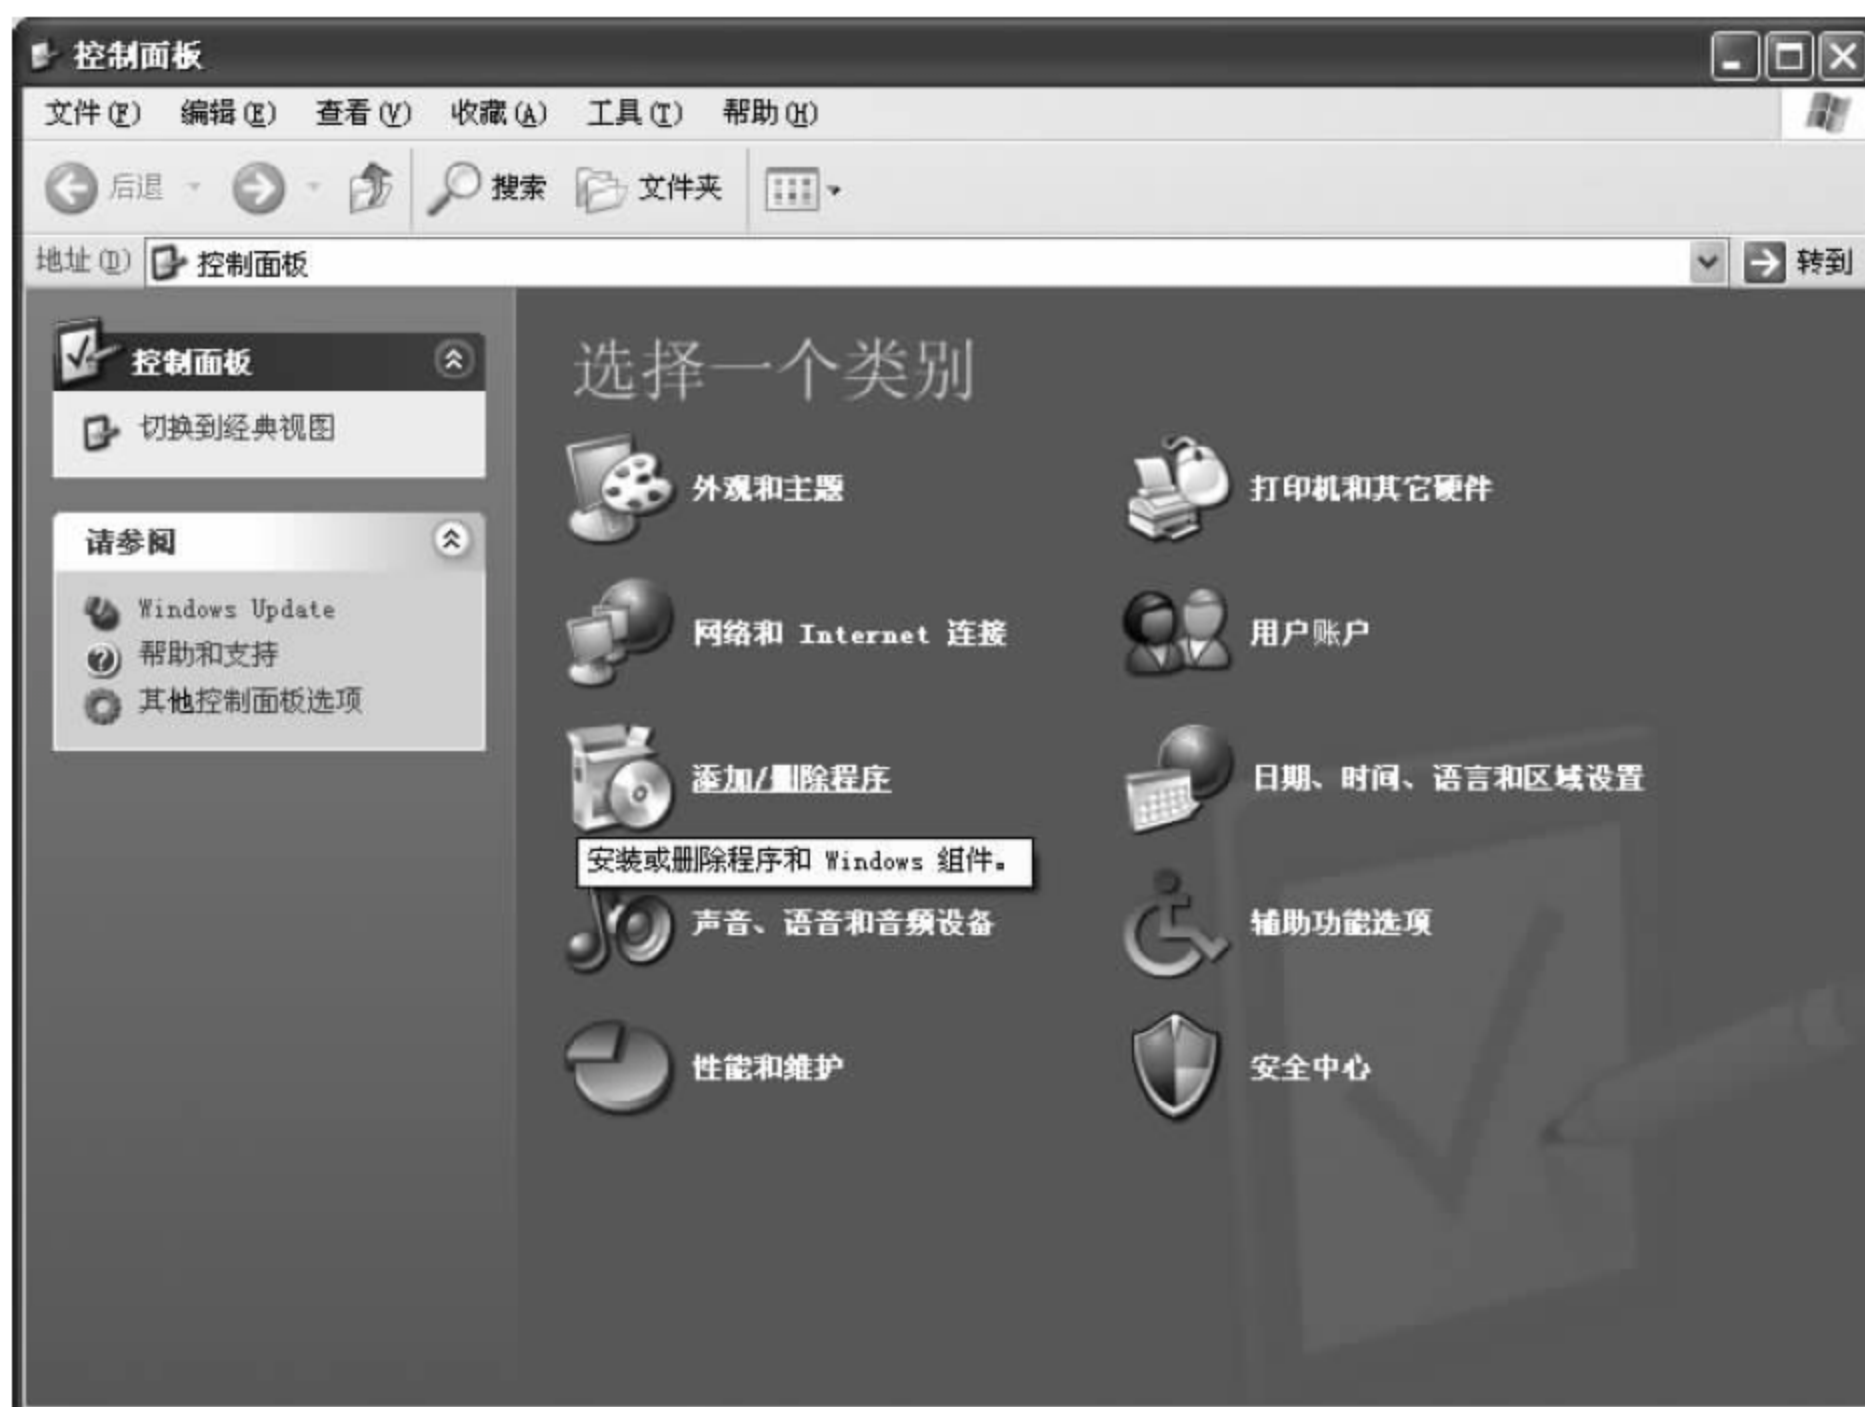 控制面板
文件(F) 编辑(E) 查看(V) 收藏(A) 工具(T) 帮助(H)
后退 搜索 文件夹
地址(D) 控制面板 转到
控制面板
切换到经典视图
请参阅
Windows Update
帮助和支持
其他控制面板选项
选择一个类别
外观和主题 打印机和其它硬件
网络和 Internet 连接 用户账户
添加/删除程序 日期、时间、语言和区域设置
安装或删除程序和 Windows 组件。
声音、语音和音频设备 辅助功能选项
性能和维护 安全中心